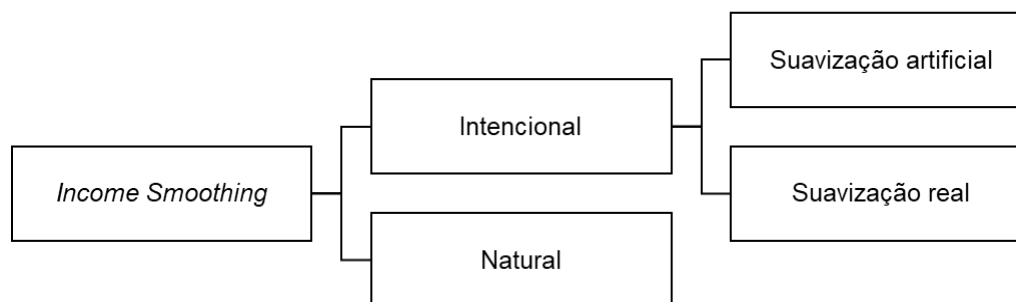 Income Smoothing
Intencional
Natural
Suavização artificial
Suavização real